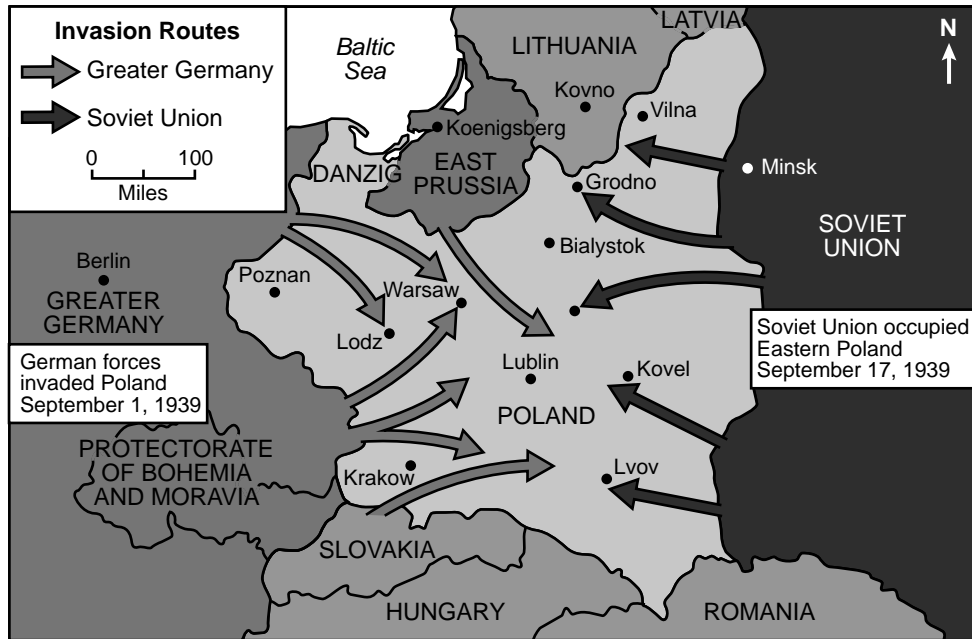 Invasion Routes
Greater Germany
Soviet Union
0 100
Miles
N
Baltic
Sea
LATVIA
LITHUANIA
Kovno
Vilna
Koenigsberg
Minsk
DANZIG
EAST
PRUSSIA
Grodno
SOVIET
UNION
Bialystok
Berlin
GREATER
GERMANY
Poznan
Warsaw
Lodz
Lublin
Kovel
German forces
invaded Poland
September 1, 1939
Soviet Union occupied
Eastern Poland
September 17, 1939
POLAND
PROTECTORATE
OF BOHEMIA
AND MORAVIA
Krakow
Lvov
SLOVAKIA
HUNGARY
ROMANIA